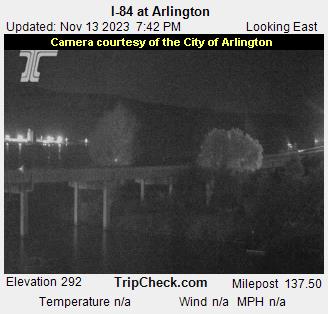 I-84 at Arlington
Updated: Nov 13 2023 7:42 PM Looking East
Camera courtesy of the City of Arlington
Elevation 292 TripCheck.com Milepost 137.50
Temperature n/a Wind n/a MPH n/a